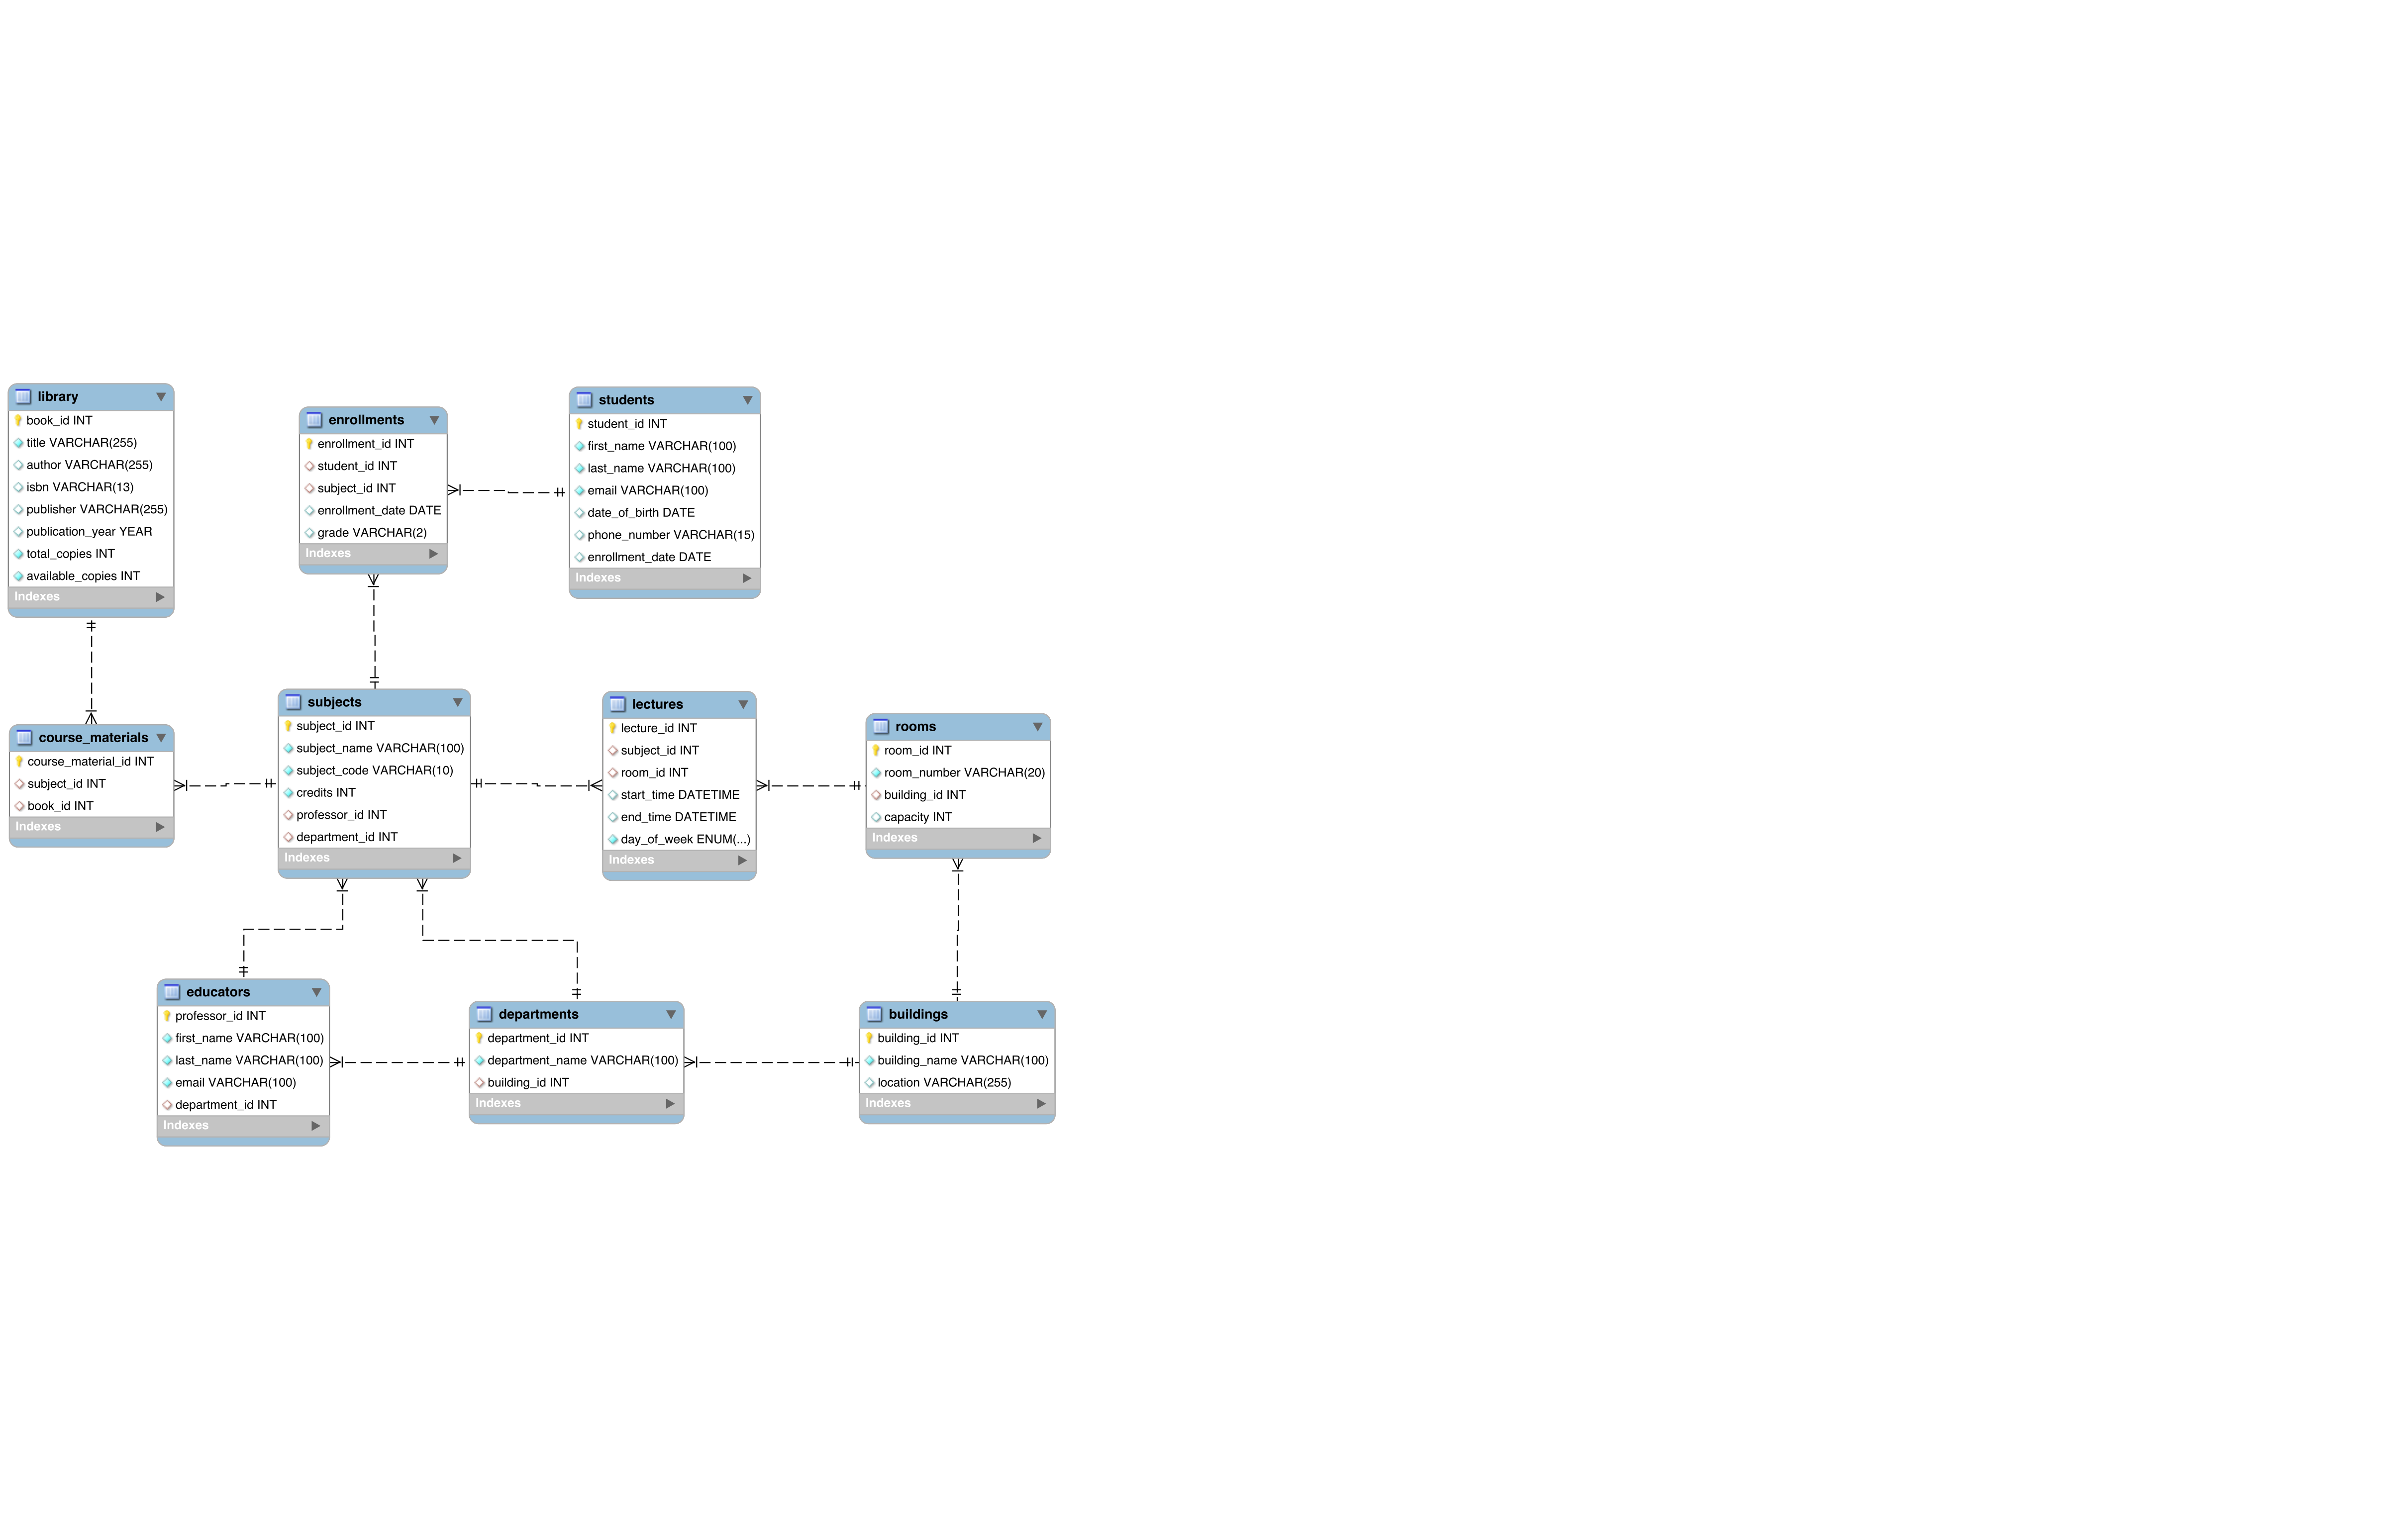 library
book_id INT
title VARCHAR(255)
author VARCHAR(255)
isbn VARCHAR(13)
publisher VARCHAR(255)
publication_year YEAR
total_copies INT
available_copies INT
Indexes
enrollments
enrollment_id INT
student_id INT
subject_id INT
enrollment_date DATE
grade VARCHAR(2)
Indexes
students
student_id INT
first_name VARCHAR(100)
last_name VARCHAR(100)
email VARCHAR(100)
date_of_birth DATE
phone_number VARCHAR(15)
enrollment_date DATE
Indexes
course_materials
course_material_id INT
subject_id INT
book_id INT
Indexes
subjects
subject_id INT
subject_name VARCHAR(100)
subject_code VARCHAR(10)
credits INT
professor_id INT
department_id INT
Indexes
lectures
lecture_id INT
subject_id INT
room_id INT
start_time DATETIME
end_time DATETIME
day_of_week ENUM(...)
Indexes
rooms
room_id INT
room_number VARCHAR(20)
building_id INT
capacity INT
Indexes
educators
professor_id INT
first_name VARCHAR(100)
last_name VARCHAR(100)
email VARCHAR(100)
department_id INT
Indexes
departments
department_id INT
department_name VARCHAR(100)
building_id INT
Indexes
buildings
building_id INT
building_name VARCHAR(100)
location VARCHAR(255)
Indexes